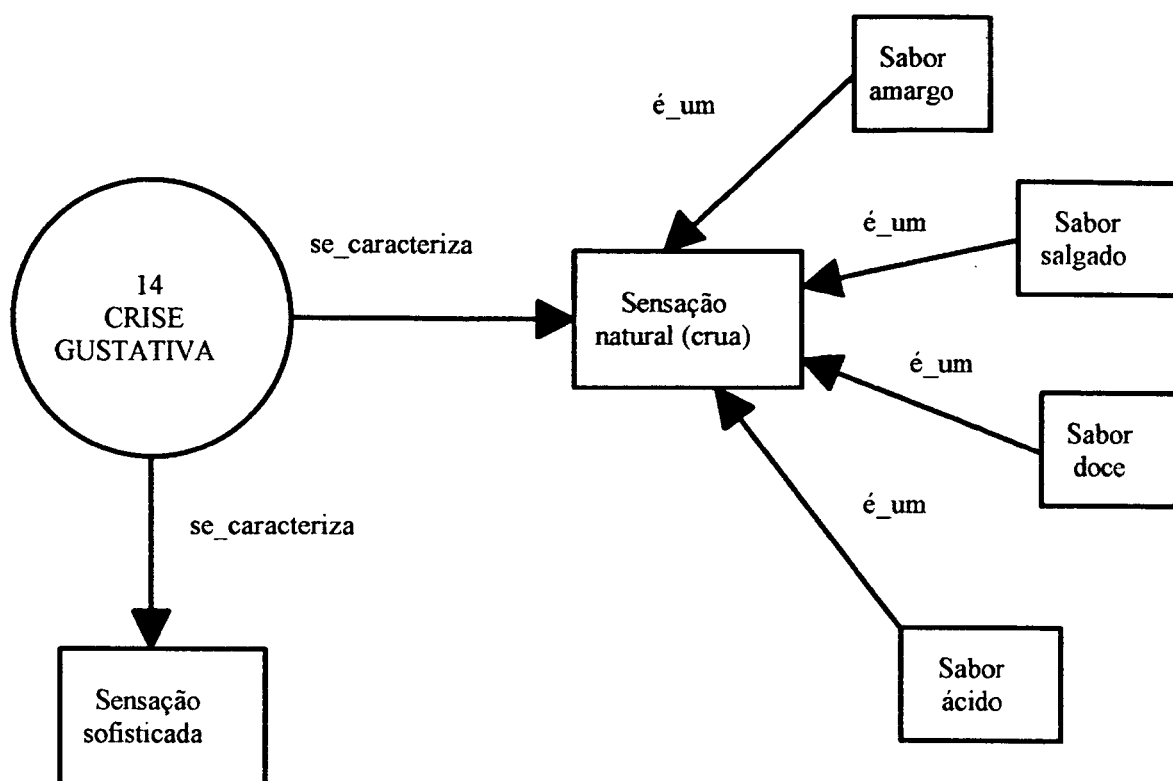 Sabor
amargo
é_um
Sabor
salgado
é_um
se_caracteriza
14
CRISE
GUSTATIVA
Sensação
natural (crua)
é_um
Sabor
doce
é_um
se_caracteriza
Sabor
ácido
Sensação
sofisticada